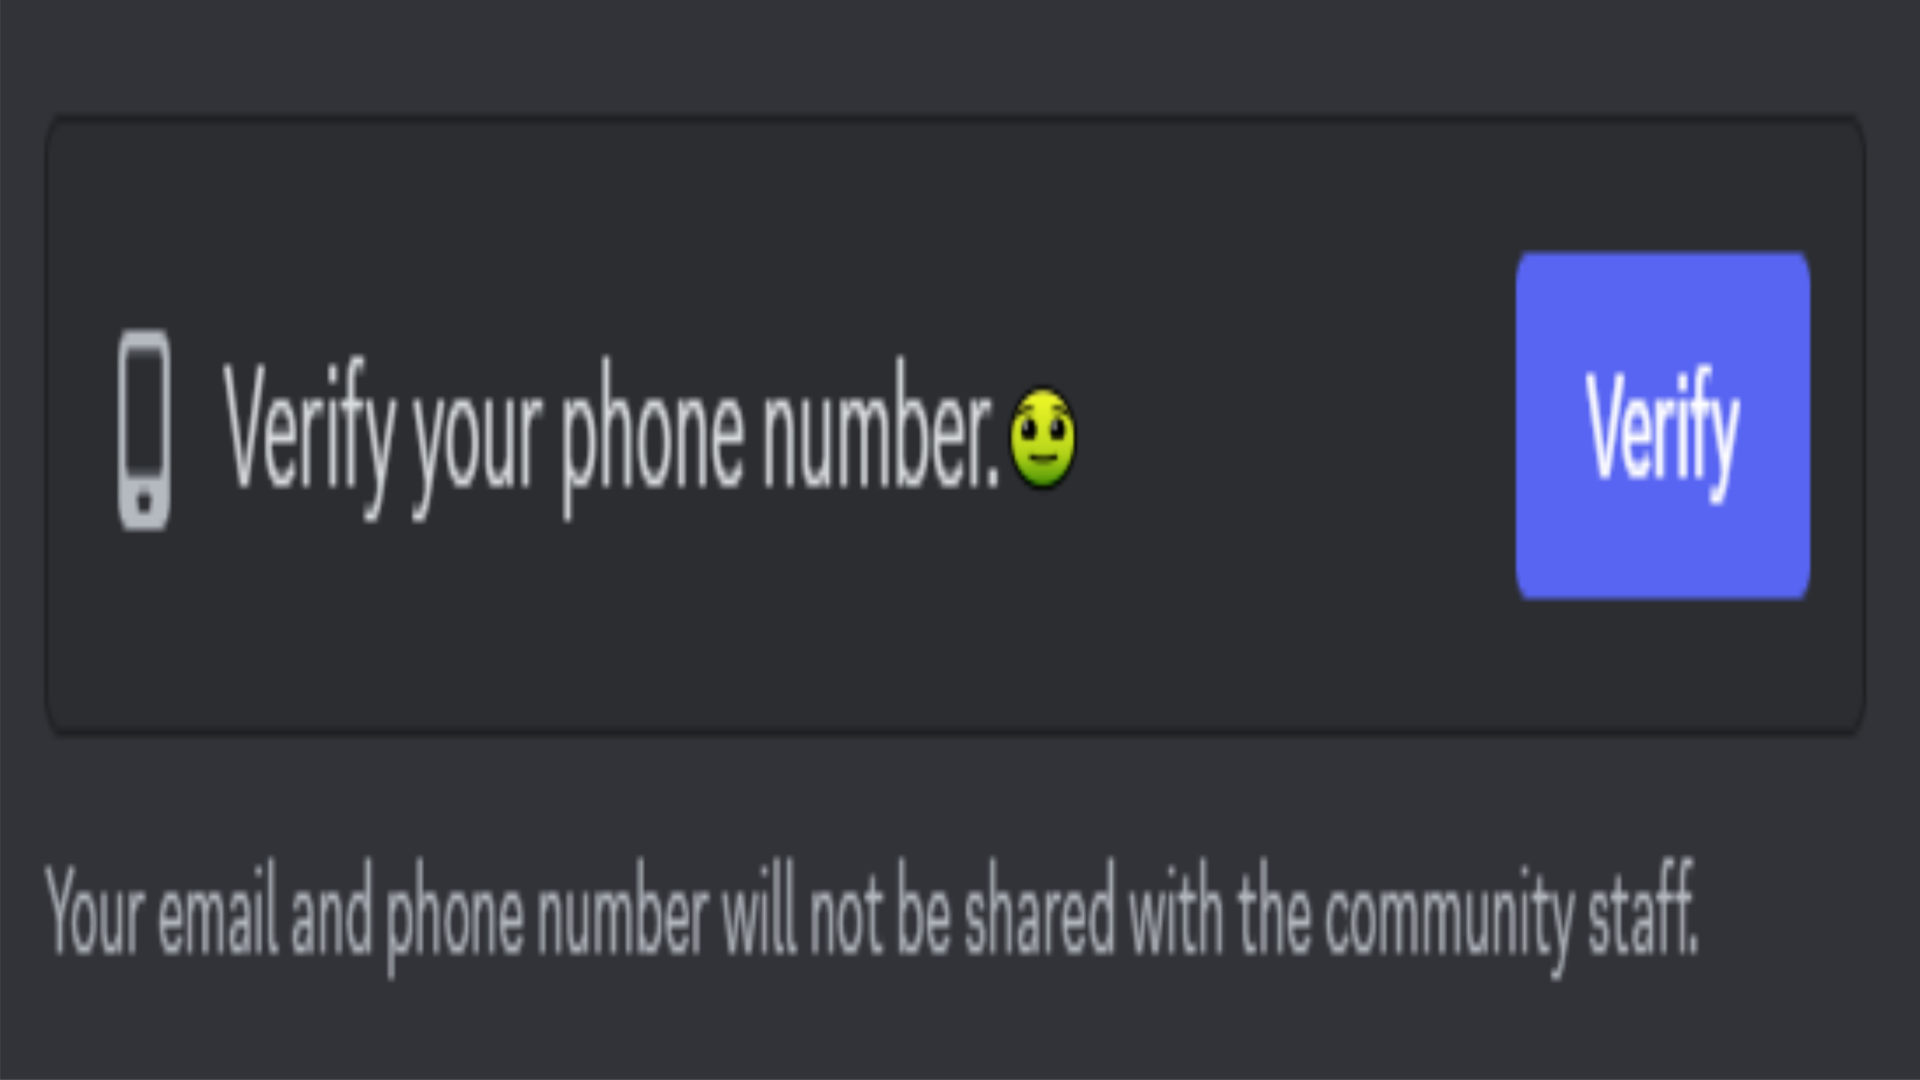 Verify your phone number.
Verify
Your email and phone number will not be shared with the community staff.